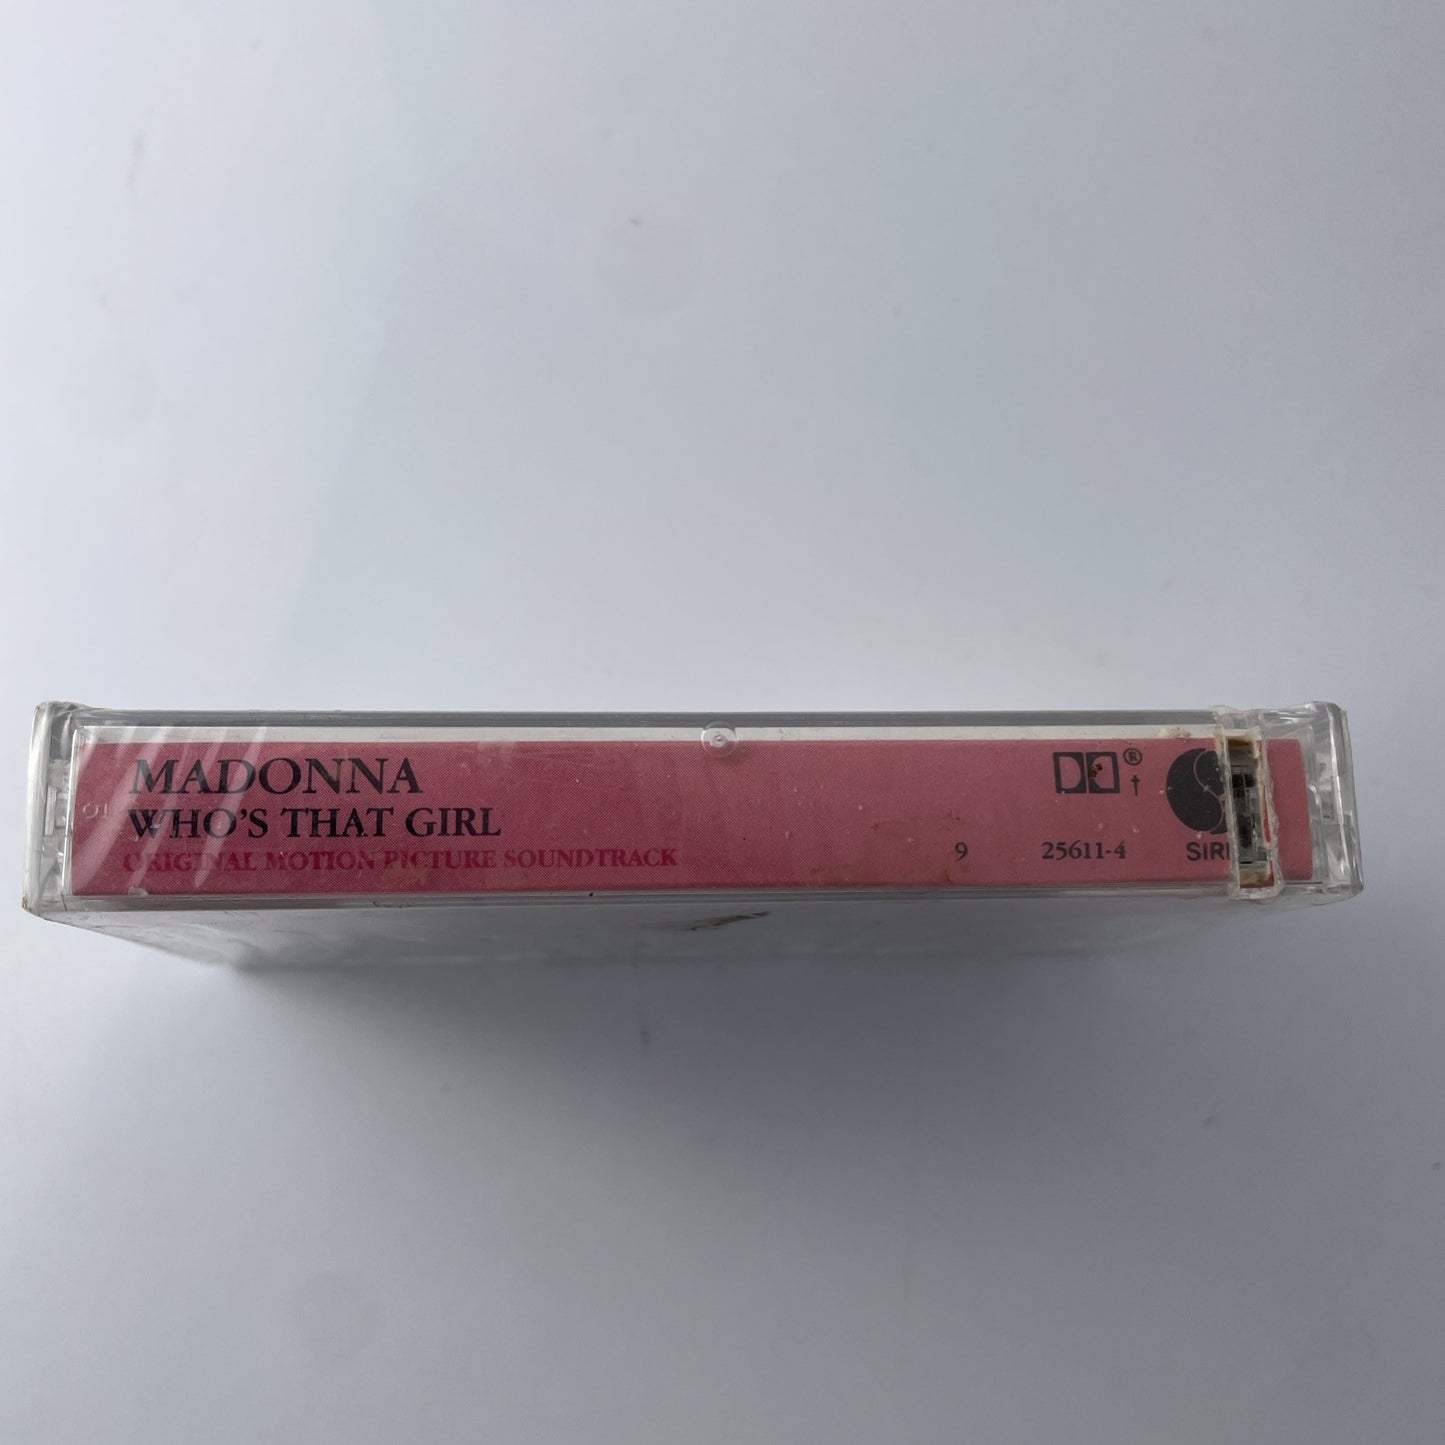 MADONNA
WHO'S THAT GIRL
ORIGINAL MOTION PICTURE SOUNDTRACK
® †
9 25611-4